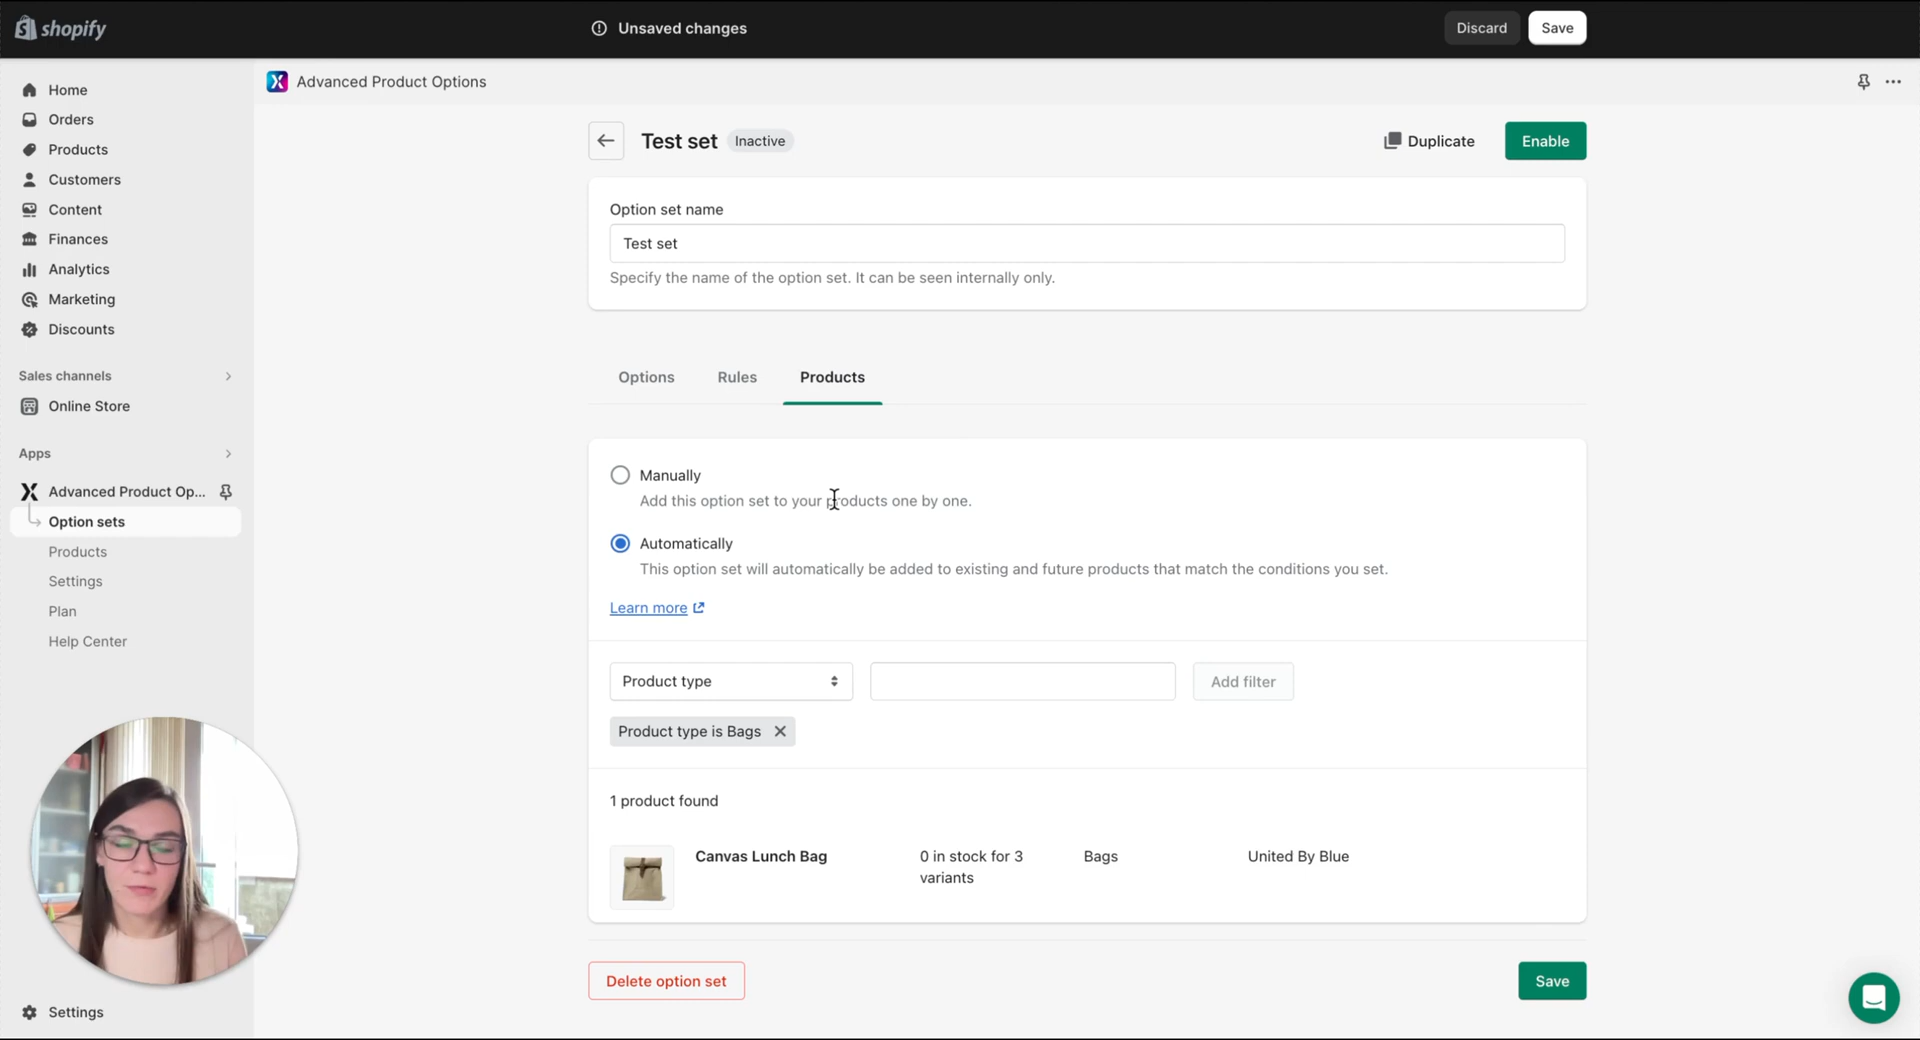 shopify
Unsaved changes
Discard
Save
Home
Orders
Products
Customers
Content
Finances
Analytics
Marketing
Discounts
Sales channels
Online Store
Apps
Advanced Product Op...
Option sets
Products
Settings
Plan
Help Center
Settings
Advanced Product Options
Test set
Inactive
Duplicate
Enable
Option set name
Test set
Specify the name of the option set. It can be seen internally only.
Options
Rules
Products
Manually
Add this option set to your products one by one.
Automatically
This option set will automatically be added to existing and future products that match the conditions you set.
Learn more
Product type
Add filter
Product type is Bags
1 product found
Canvas Lunch Bag
0 in stock for 3
variants
Bags
United By Blue
Delete option set
Save